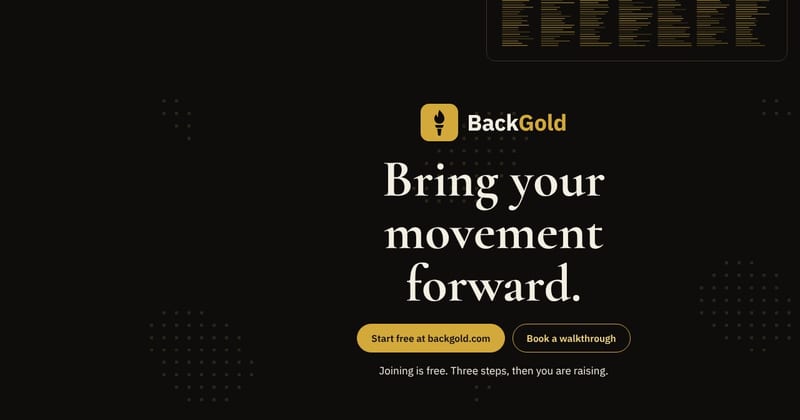 BackGold
Bring your
movement
forward.
Start free at backgold.com
Book a walkthrough
Joining is free. Three steps, then you are raising.